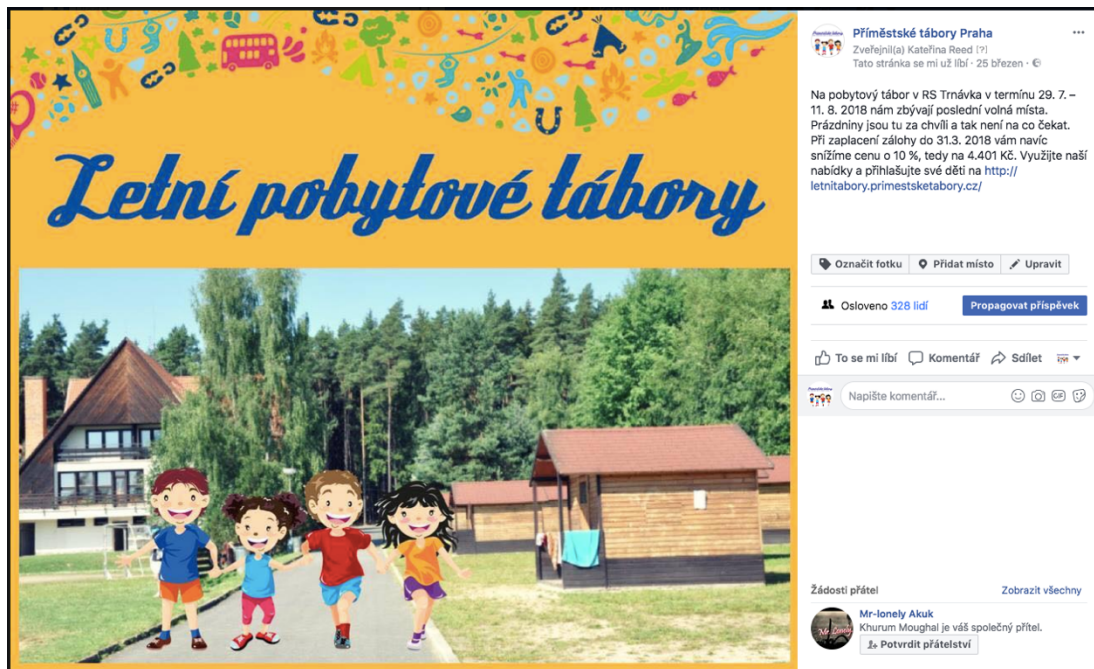 Letní pobytové tábory
Příměstské tábory Praha
Zveřejnil(a) Kateřina Reed [?]
Tato stránka se mi už líbí · 25 březen ·
Na pobytový tábor v RS Trnávka v termínu 29. 7. –
11. 8. 2018 nám zbývají poslední volná místa.
Prázdniny jsou tu za chvíli a tak není na co čekat.
Při zaplacení zálohy do 31.3. 2018 vám navíc
snížíme cenu o 10 %, tedy na 4.401 Kč. Využijte naší
nabídky a přihlašujte své děti na http://
letnitabory.primestsketabory.cz/
Označit fotku Přidat místo Upravit
Osloveno 328 lidí Propagovat příspěvek
To se mi líbí Komentář Sdílet
Napište komentář... GIF
Žádosti přátel Zobrazit všechny
Mr-lonely Akuk
Mr Lonely
Khurum Moughal je váš společný přítel.
Potvrdit přátelství